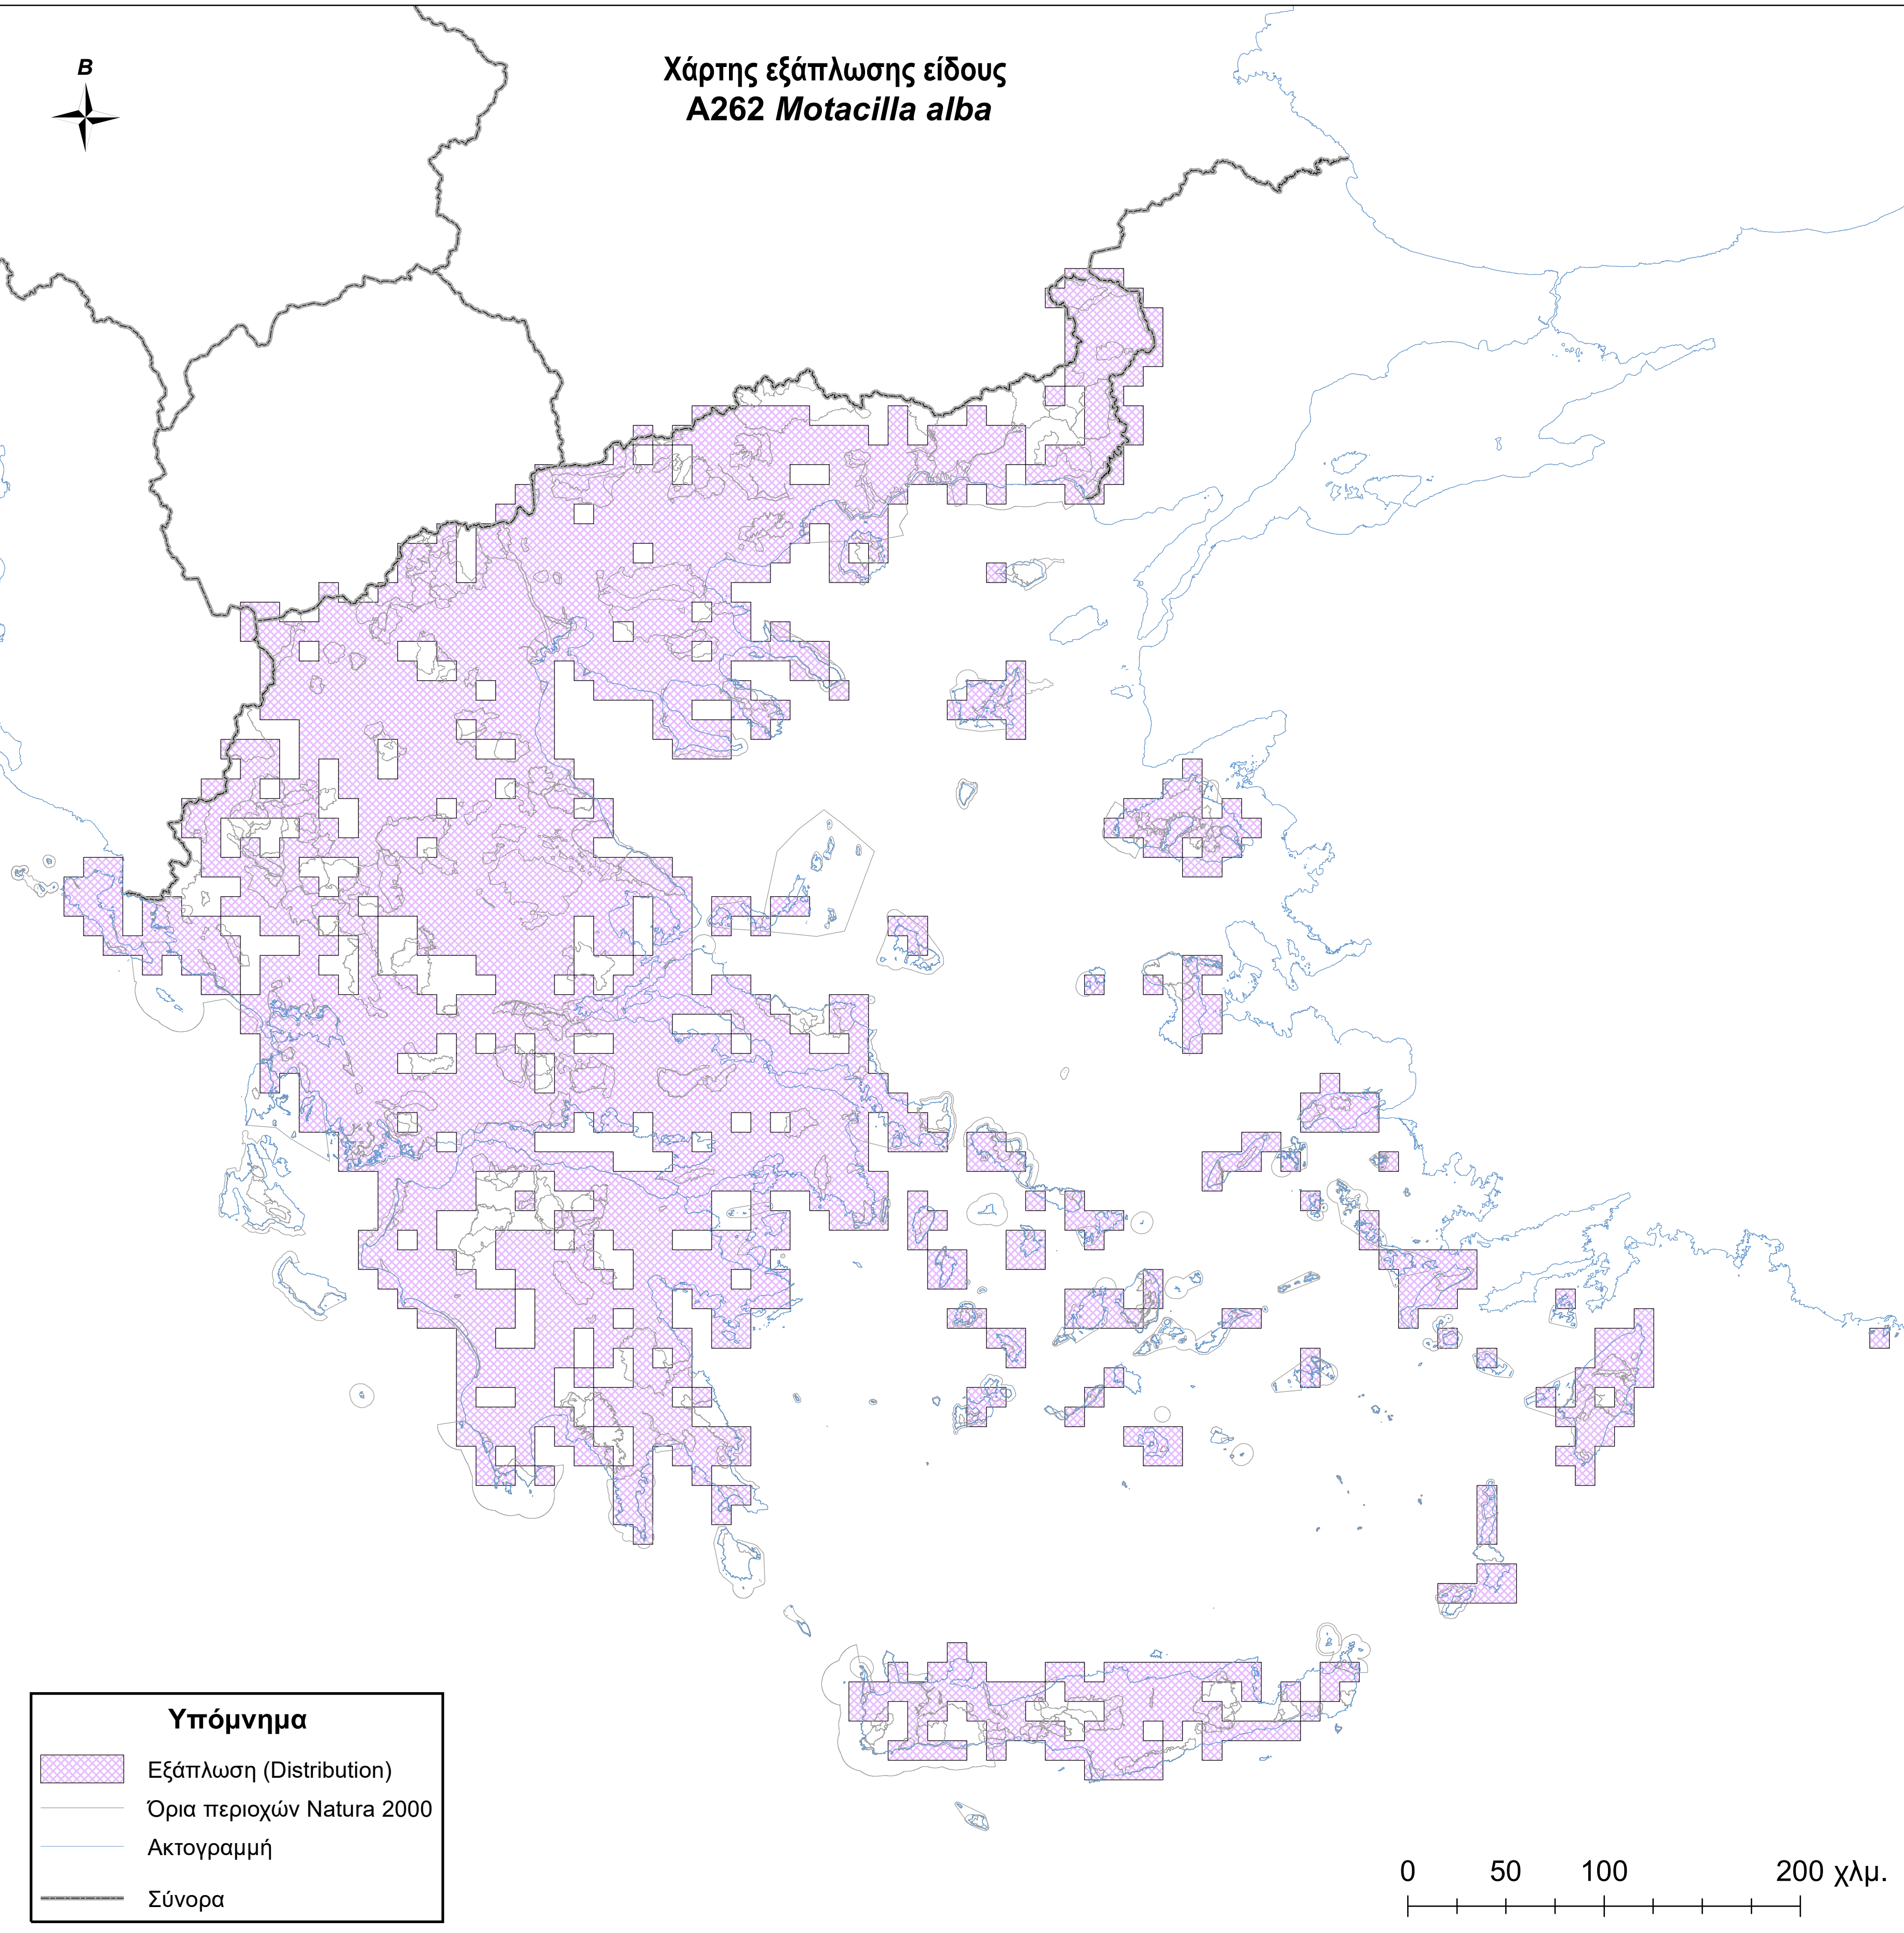 B
Χάρτης εξάπλωσης είδους
A262 Motacilla alba
Υπόμνημα
Εξάπλωση (Distribution)
Όρια περιοχών Natura 2000
Ακτογραμμή
Σύνορα
0 50 100 200 χλμ.